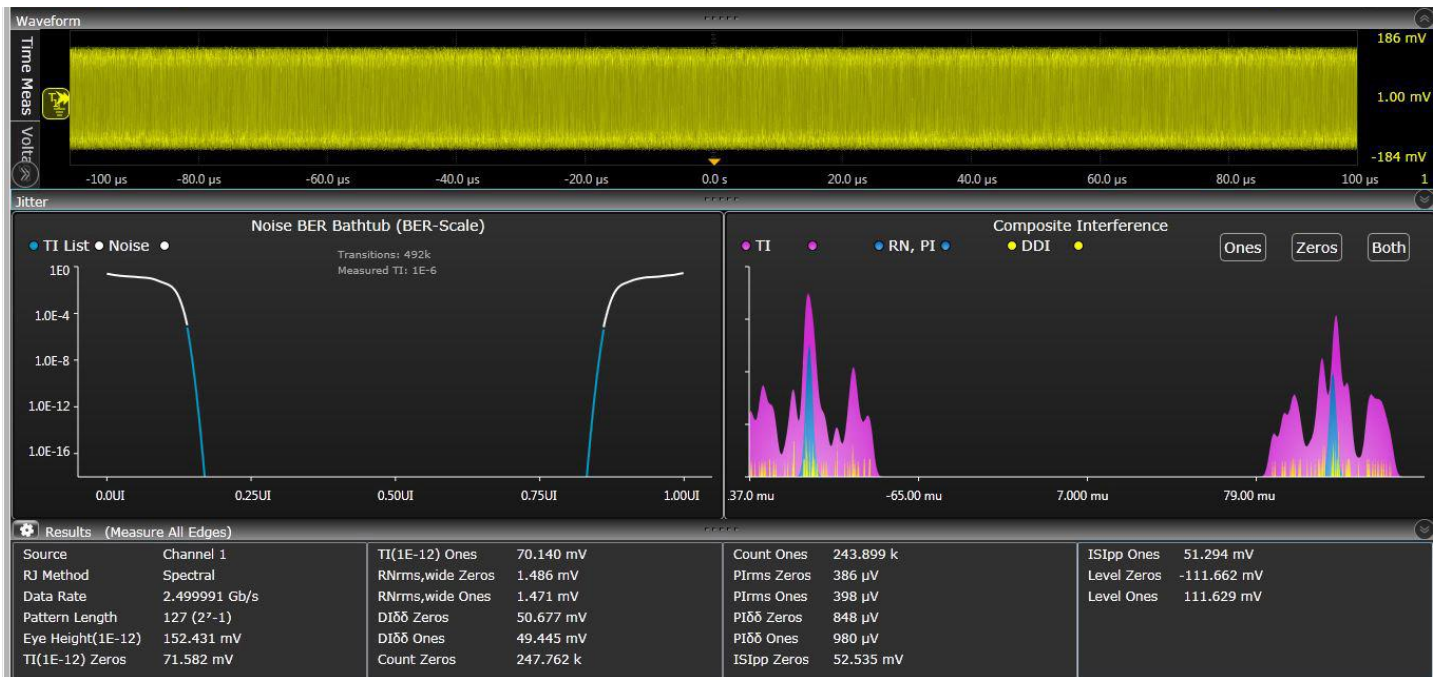 Waveform
Time Meas
Volta
186 mV
1.00 mV
-184 mV
-100 µs -80.0 µs -60.0 µs -40.0 µs -20.0 µs 0.0 s 20.0 µs 40.0 µs 60.0 µs 80.0 µs 100 µs 1
Jitter
Noise BER Bathtub (BER-Scale)
TI List Noise
Transitions: 492k
Measured TI: 1E-6
1E0
1.0E-4
1.0E-8
1.0E-12
1.0E-16
0.0UI 0.25UI 0.50UI 0.75UI 1.00UI
Composite Interference
TI RN, PI DDI Ones Zeros Both
37.0 mu -65.00 mu 7.000 mu 79.00 mu
Results (Measure All Edges)
Source Channel 1
RJ Method Spectral
Data Rate 2.499991 Gb/s
Pattern Length 127 (2⁷-1)
Eye Height(1E-12) 152.431 mV
TI(1E-12) Zeros 71.582 mV
TI(1E-12) Ones 70.140 mV
RNrms,wide Zeros 1.486 mV
RNrms,wide Ones 1.471 mV
DIδδ Zeros 50.677 mV
DIδδ Ones 49.445 mV
Count Zeros 247.762 k
Count Ones 243.899 k
PIrms Zeros 386 µV
PIrms Ones 398 µV
PIδδ Zeros 848 µV
PIδδ Ones 980 µV
ISIpp Zeros 52.535 mV
ISIpp Ones 51.294 mV
Level Zeros -111.662 mV
Level Ones 111.629 mV